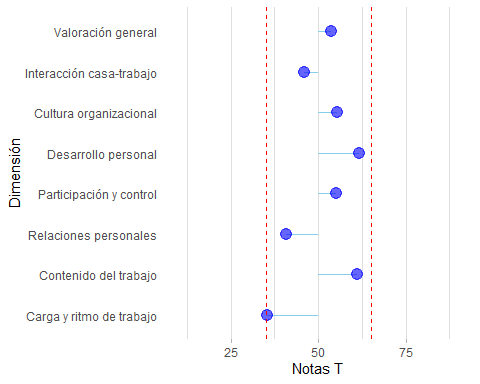 Valoración general
Interacción casa-trabajo
Cultura organizacional
Desarrollo personal
Participación y control
Relaciones personales
Contenido del trabajo
Carga y ritmo de trabajo
Dimensión
25 50 75
Notas T